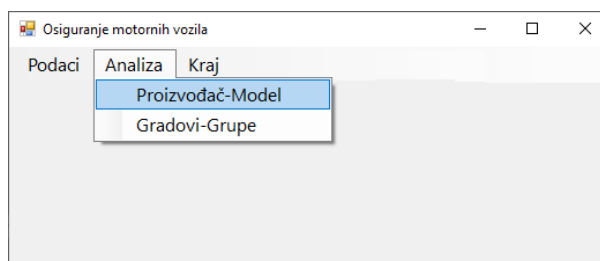 Osiguranje motornih vozila
Podaci Analiza Kraj
Proizvođač-Model
Gradovi-Grupe